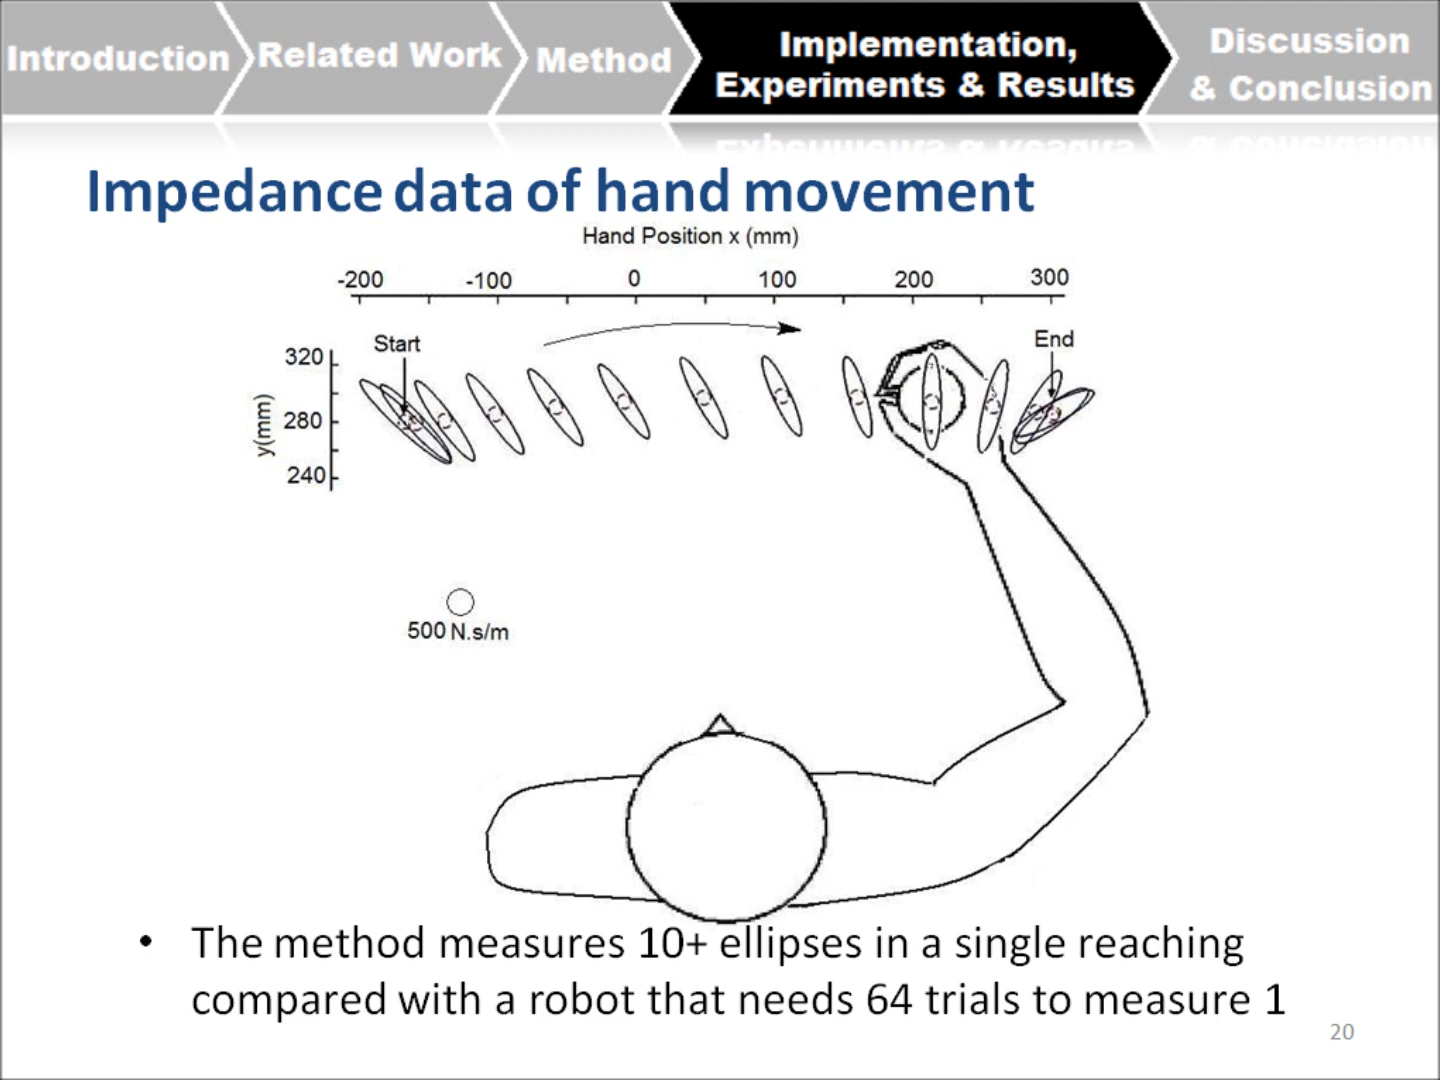 Introduction
Related Work
Method
Implementation,
Experiments & Results
Discussion
& Conclusion
Impedance data of hand movement
Hand Position x (mm)
-200 -100 0 100 200 300
Start
End
320
280
240
y(mm)
500 N.s/m
• The method measures 10+ ellipses in a single reaching
compared with a robot that needs 64 trials to measure 1
20